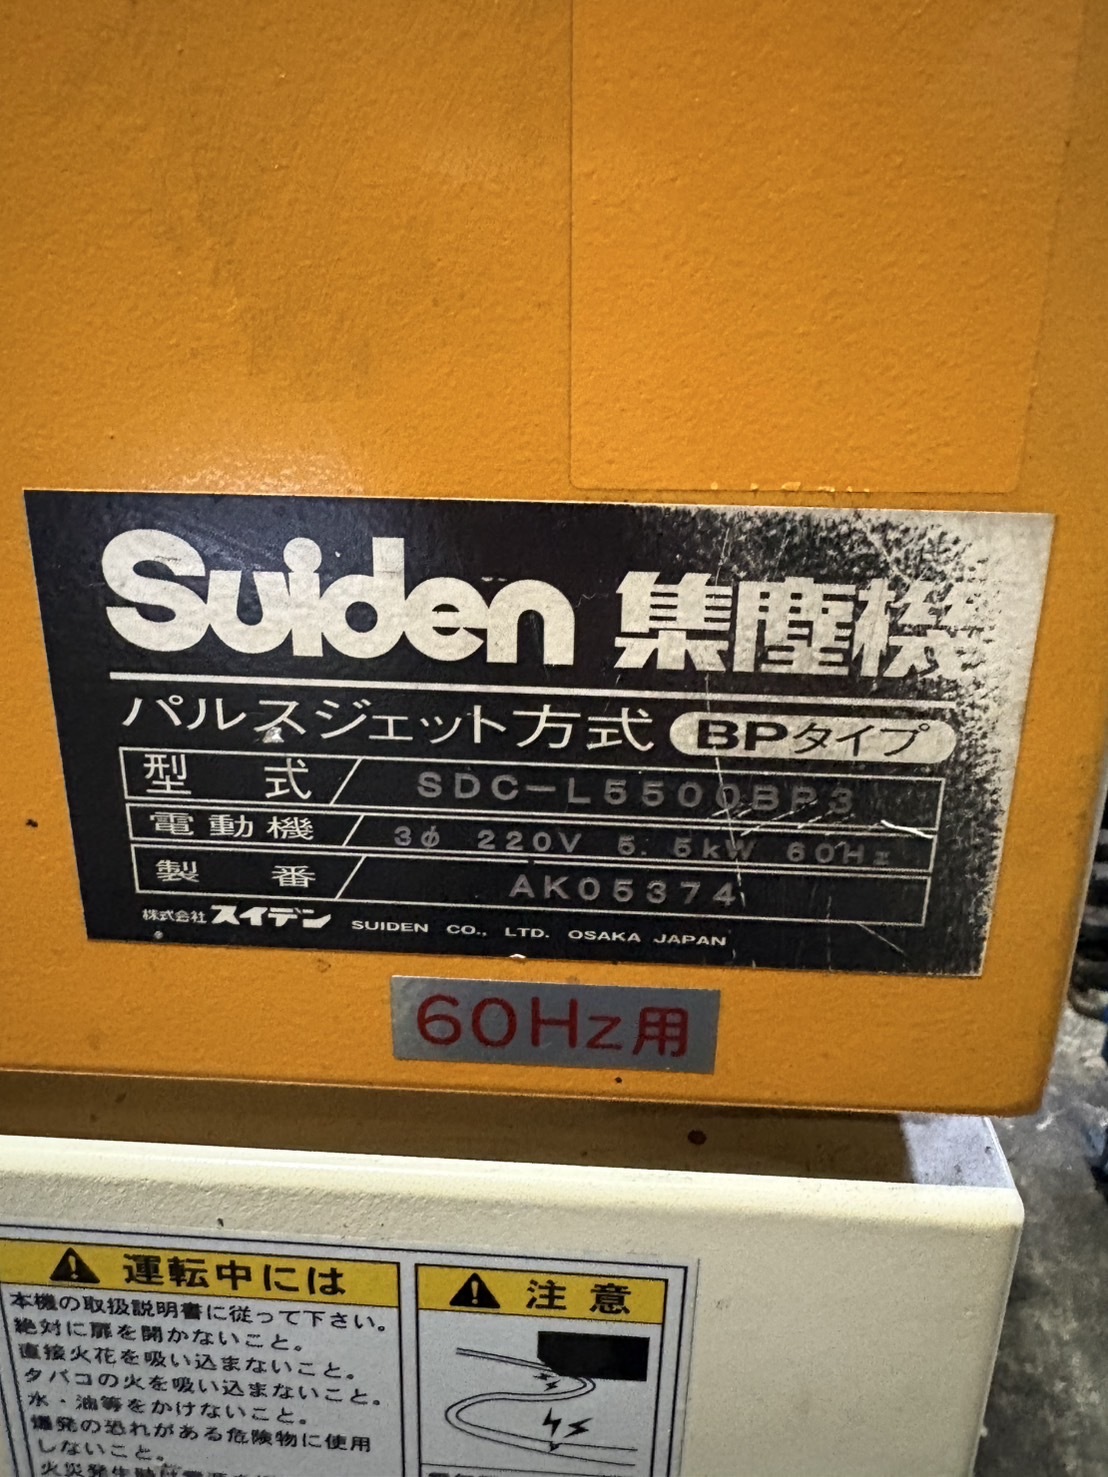 Suiden 集塵機
パルスジェット方式 BPタイプ
型式 / SDC-L5500BP3
電動機 / 3φ 220V 5.5kW 60Hz
製番 / AK05374
株式会社スイデン SUIDEN CO., LTD. OSAKA JAPAN
60Hz用
運転中には
本機の取扱説明書に従って下さい。
絶対に扉を開かないこと。
直接火花を吸い込まないこと。
タバコの火を吸い込まないこと。
水・油等をかけないこと。
爆発の恐れがある危険物に使用
しないこと。
注意